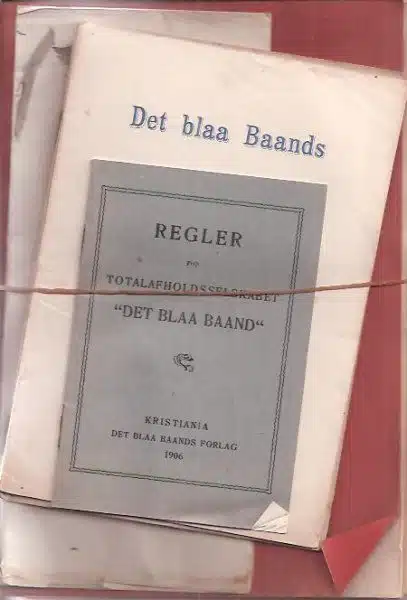 Det blaa Baands
REGLER
FOR
TOTALAFHOLDSSELSKABET
"DET BLAA BAAND"
KRISTIANIA
DET BLAA BAANDS FORLAG
1906